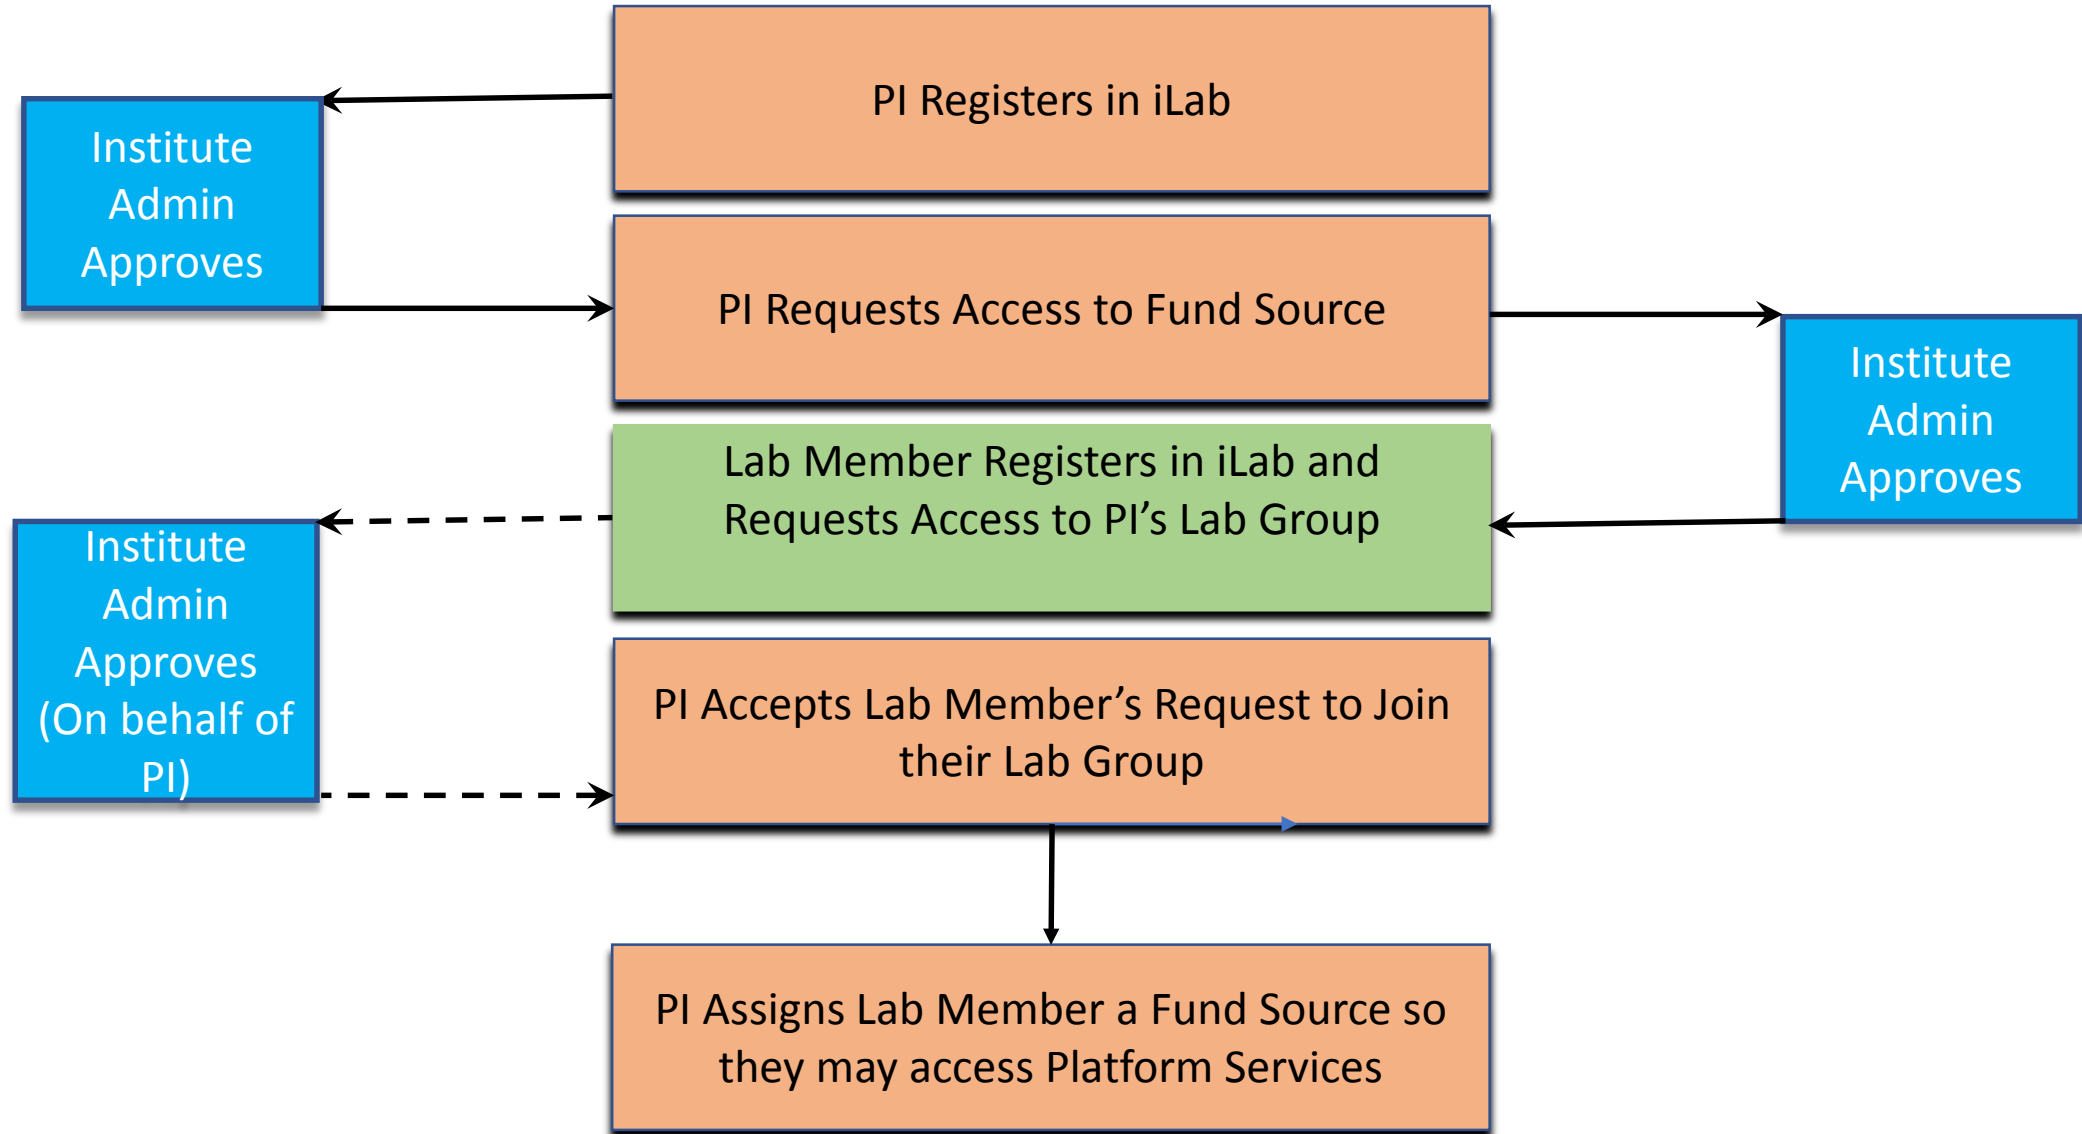 PI Registers in iLab
Institute
Admin
Approves
PI Requests Access to Fund Source
Institute
Admin
Approves
Lab Member Registers in iLab and
Requests Access to PI’s Lab Group
Institute
Admin
Approves
(On behalf of
PI)
PI Accepts Lab Member’s Request to Join
their Lab Group
PI Assigns Lab Member a Fund Source so
they may access Platform Services